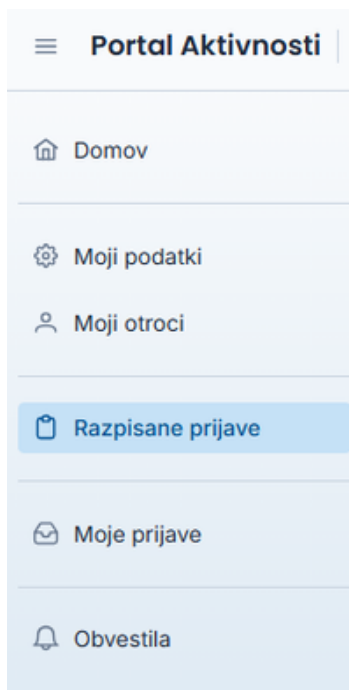 Portal Aktivnosti
Domov
Moji podatki
Moji otroci
Razpisane prijave
Moje prijave
Obvestila